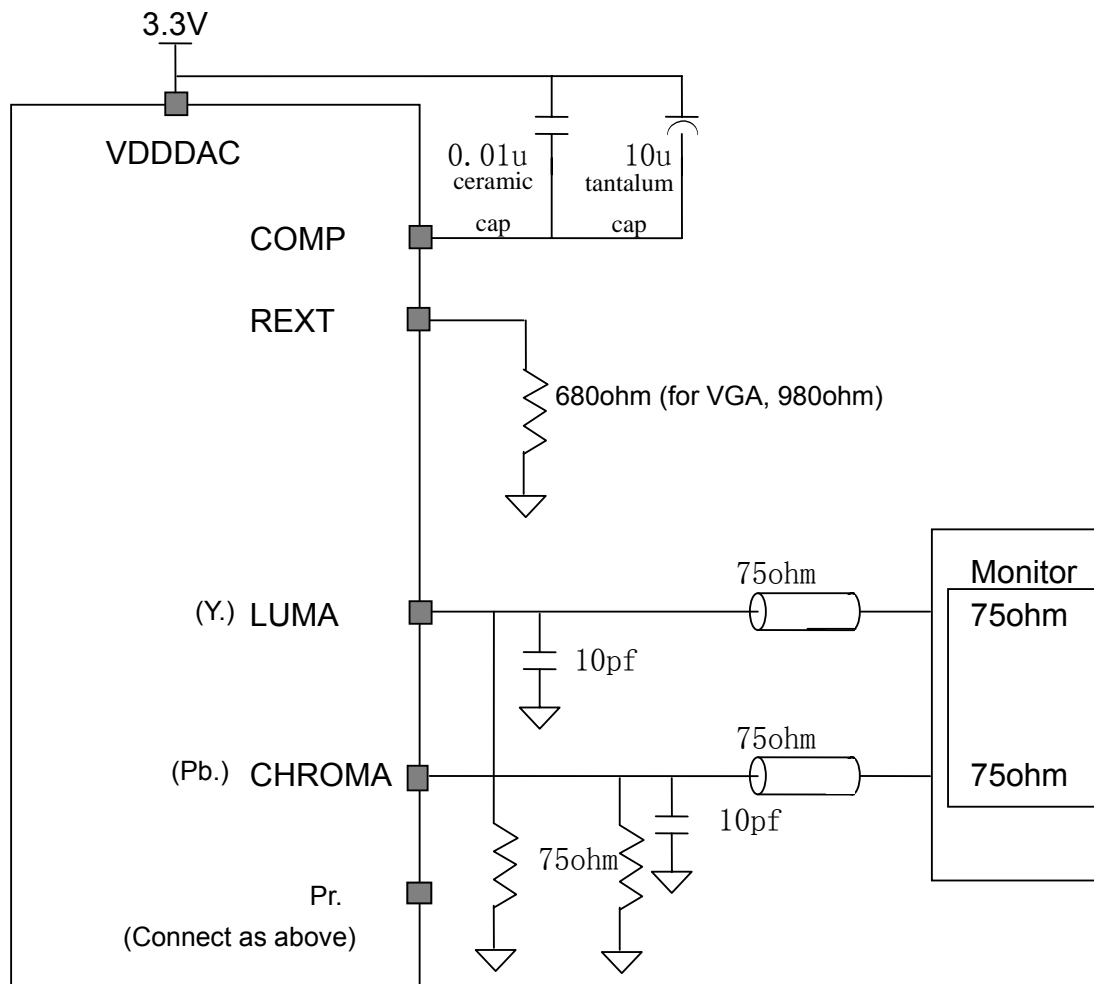 3.3V
VDDDAC
0.01u
ceramic
cap
10u
tantalum
cap
COMP
REXT
680ohm (for VGA, 980ohm)
75ohm
Monitor
(Y.) LUMA
75ohm
10pf
75ohm
(Pb.) CHROMA
75ohm
10pf
75ohm
Pr.
(Connect as above)